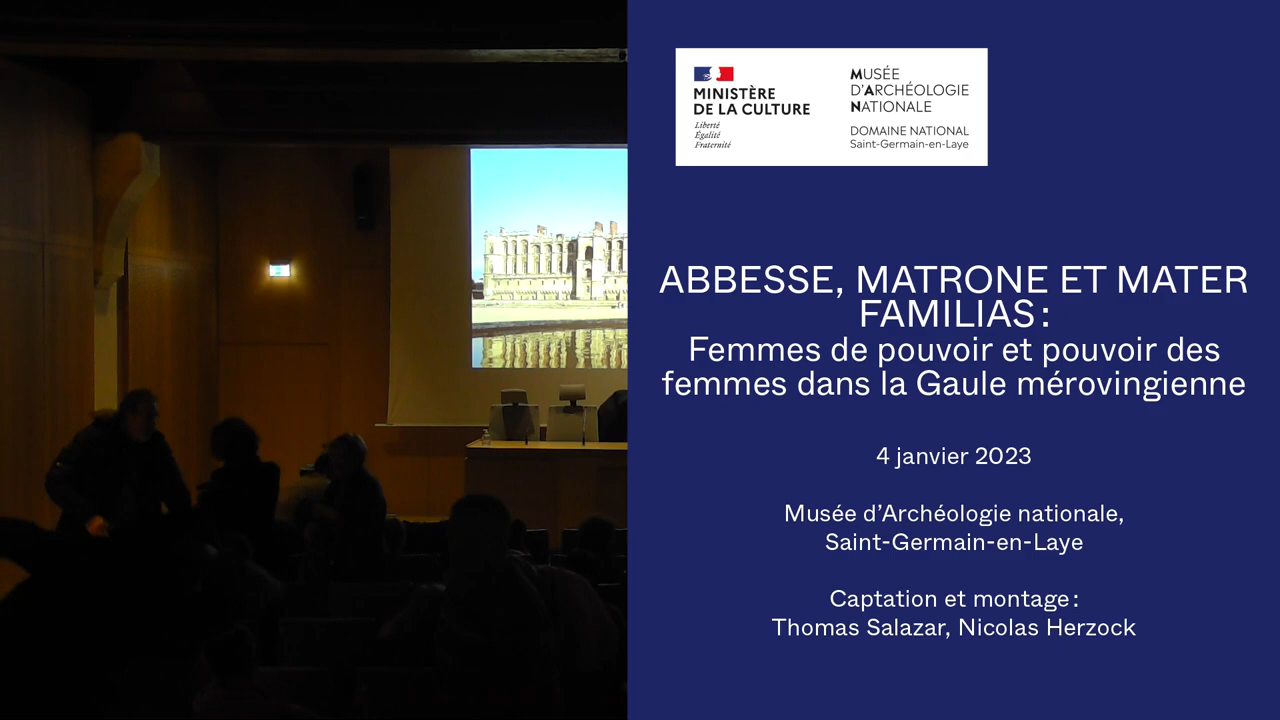 MINISTÈRE
DE LA CULTURE
Liberté
Égalité
Fraternité
MUSÉE
D'ARCHÉOLOGIE
NATIONALE
DOMAINE NATIONAL
Saint-Germain-en-Laye
ABBESSE, MATRONE ET MATER
FAMILIAS :
Femmes de pouvoir et pouvoir des
femmes dans la Gaule mérovingienne
4 janvier 2023
Musée d’Archéologie nationale,
Saint-Germain-en-Laye
Captation et montage :
Thomas Salazar, Nicolas Herzock